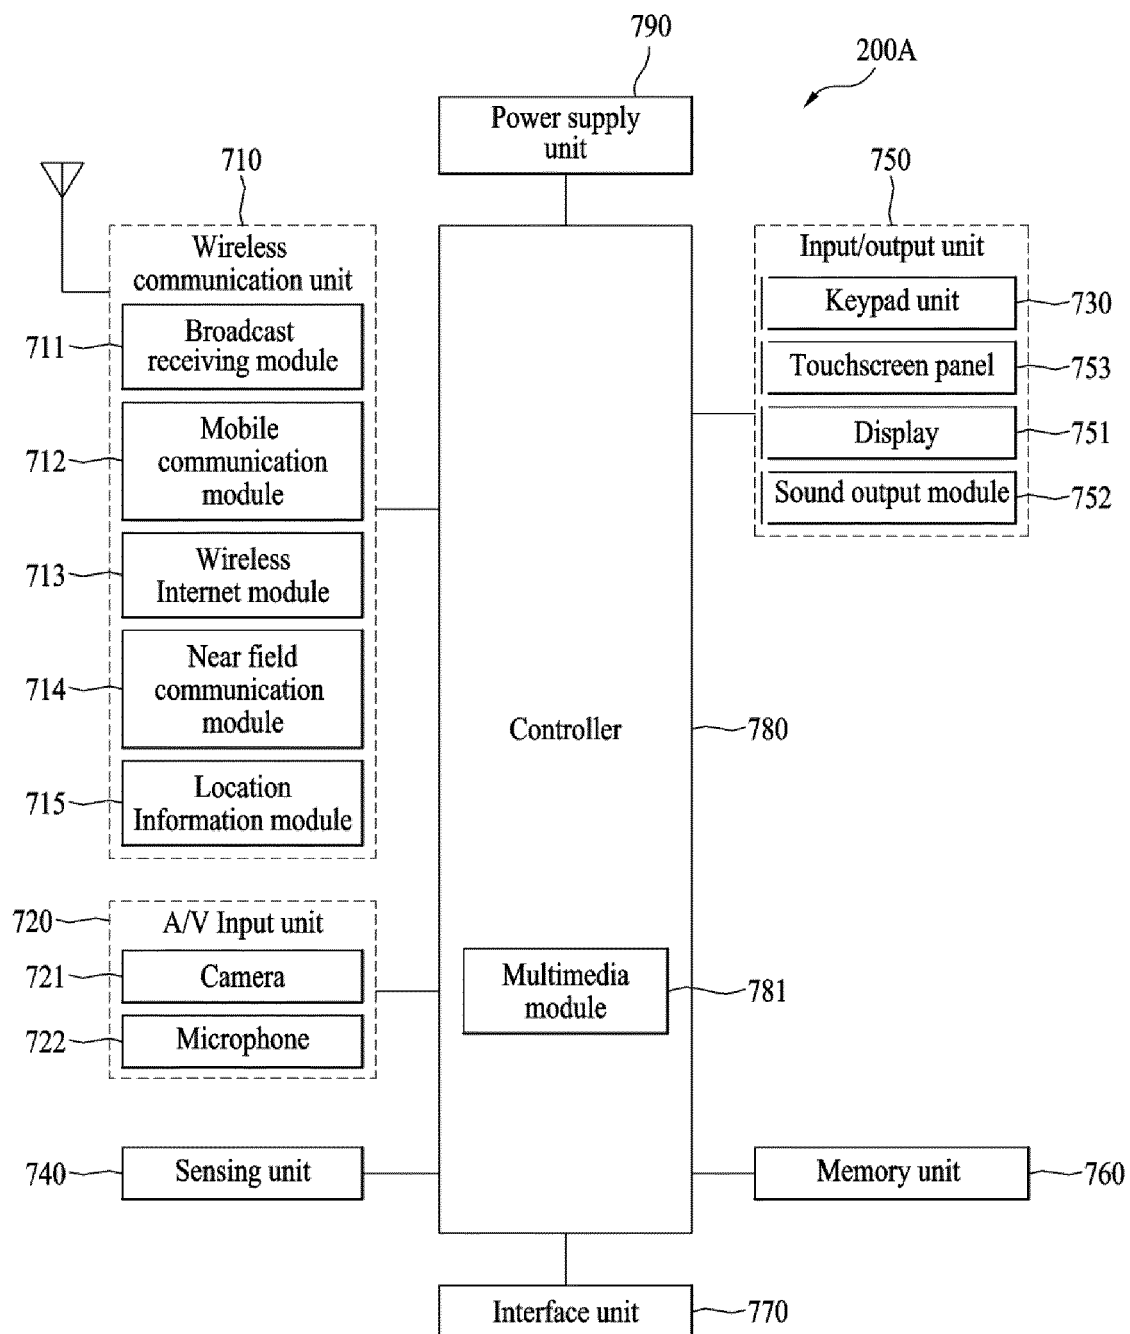 790
200A
Power supply
unit
710
750
Wireless
communication unit
Input/output unit
711
Broadcast
receiving module
Keypad unit
730
Touchscreen panel
753
712
Mobile
communication
module
Display
751
Sound output module
752
713
Wireless
Internet module
714
Near field
communication
module
Controller
780
715
Location
Information module
720
A/V Input unit
721
Camera
Multimedia
module
781
722
Microphone
740
Sensing unit
Memory unit
760
Interface unit
770